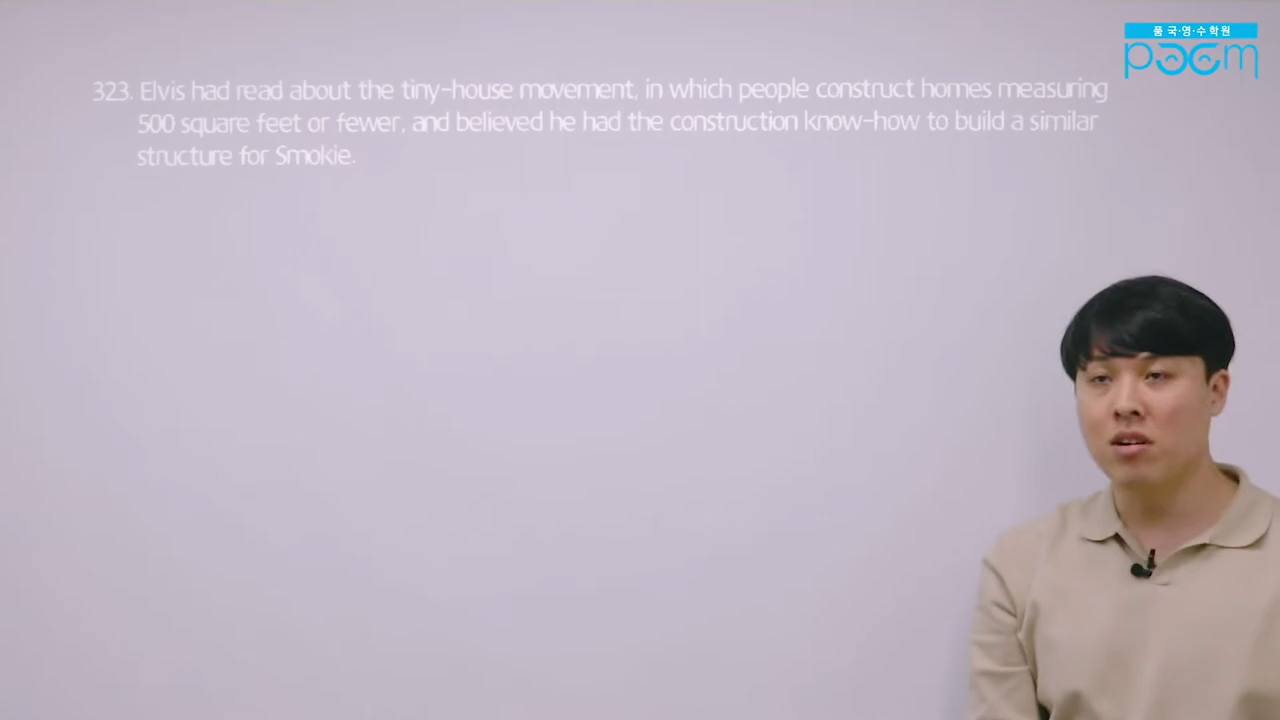 품 국·영·수 학원
poem
323. Elvis had read about the tiny-house movement, in which people construct homes measuring
500 square feet or fewer, and believed he had the construction know-how to build a similar
structure for Smokie.